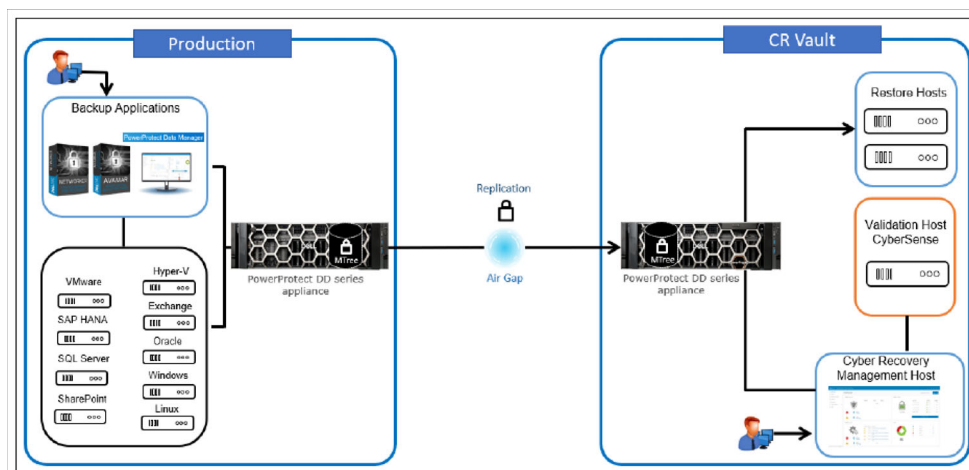 Production
Backup Applications
PowerProtect Data Manager
NETWORKER
AVAMAR
VMware
SAP HANA
SQL Server
SharePoint
Hyper-V
Exchange
Oracle
Windows
Linux
MTree
PowerProtect DD series
appliance
Replication
Air Gap
CR Vault
MTree
PowerProtect DD series
appliance
Restore Hosts
Validation Host
CyberSense
Cyber Recovery
Management Host